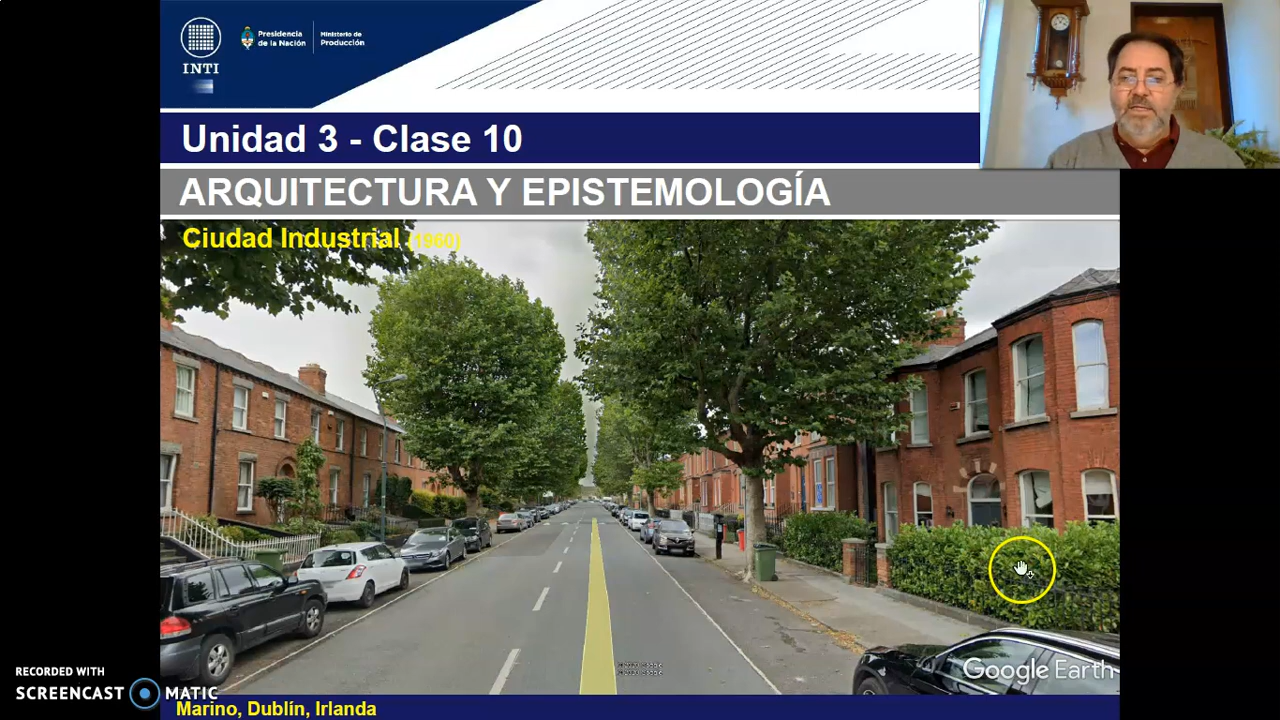 INTI
Presidencia
de la Nación
Ministerio de
Producción
Unidad 3 - Clase 10
ARQUITECTURA Y EPISTEMOLOGÍA
Ciudad Industrial (1960)
Google Earth
RECORDED WITH
SCREENCAST MATIC
Marino, Dublín, Irlanda